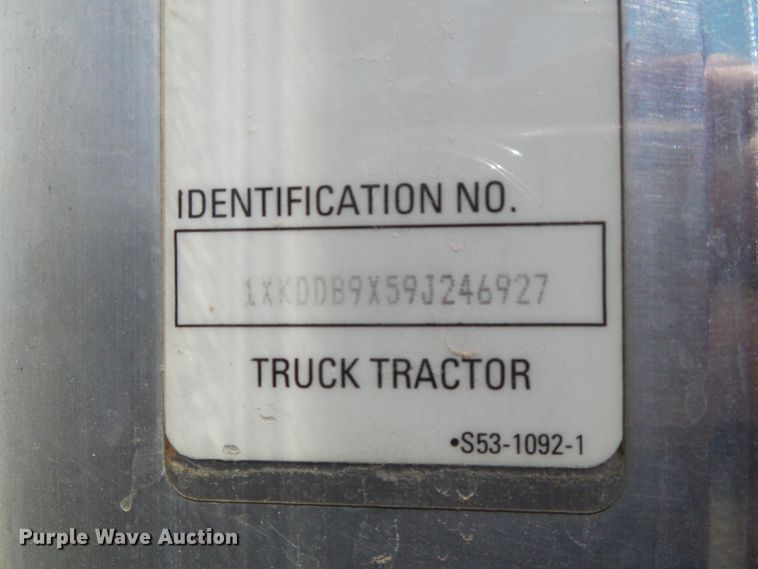 IDENTIFICATION NO.
1XKDDB9X59J246927
TRUCK TRACTOR
•S53-1092-1
Purple Wave Auction